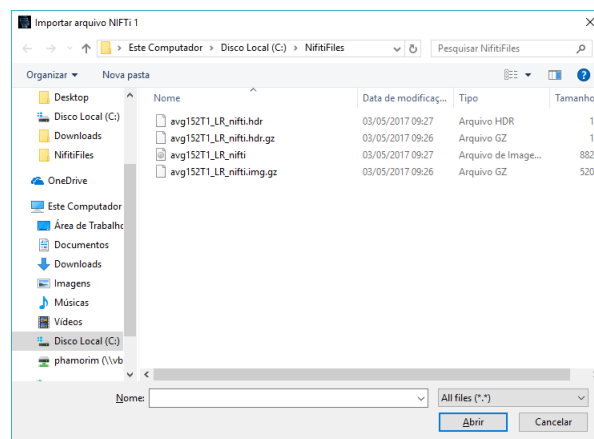 Importar arquivo NIFTi 1
Este Computador > Disco Local (C:) > NifitiFiles
Pesquisar NifitiFiles
Organizar Nova pasta
Nome Data de modificaç... Tipo Tamanho
Desktop
Disco Local (C:)
Downloads
NifitiFiles
OneDrive
Este Computador
Área de Trabalho
Documentos
Downloads
Imagens
Músicas
Vídeos
Disco Local (C:)
phamorim (\\vb
avg152T1_LR_nifti.hdr 03/05/2017 09:27 Arquivo HDR 1
avg152T1_LR_nifti.hdr.gz 03/05/2017 09:26 Arquivo GZ 1
avg152T1_LR_nifti 03/05/2017 09:27 Arquivo de Image... 882
avg152T1_LR_nifti.img.gz 03/05/2017 09:26 Arquivo GZ 520
Nome: All files (*.*)
Abrir Cancelar